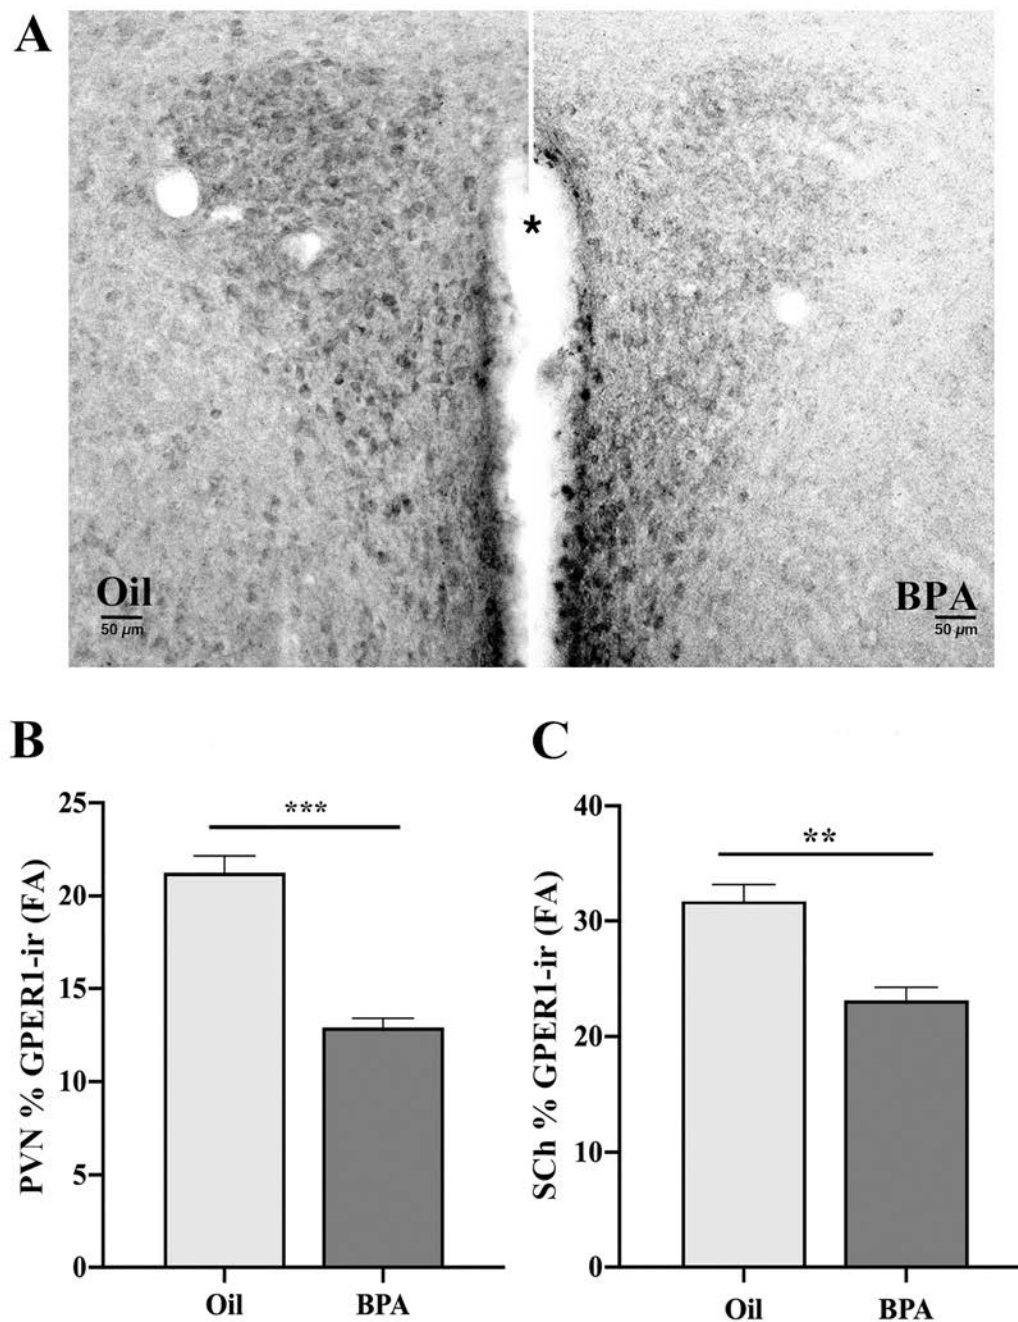 A
*
Oil
50 µm
BPA
50 µm
B
PVN % GPER1-ir (FA)
25
20
15
10
5
0
***
Oil
BPA
C
SCh % GPER1-ir (FA)
40
30
20
10
0
**
Oil
BPA